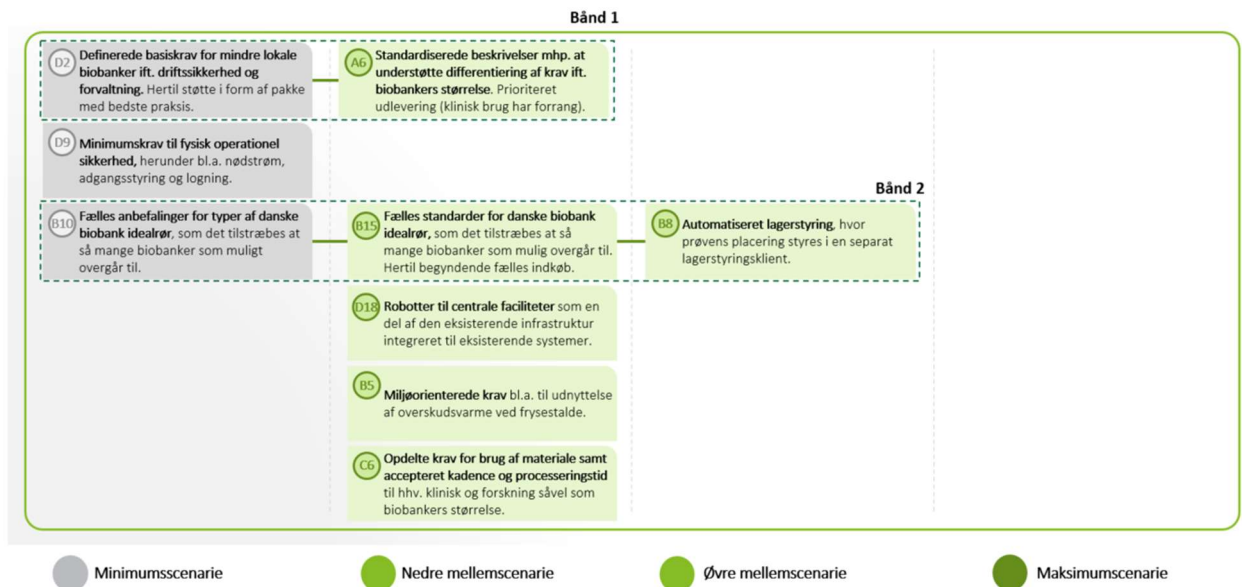 Bånd 1
D2
Definerede basiskrav for mindre lokale
biobanker ift. driftssikkerhed og
forvaltning. Hertil støtte i form af pakke
med bedste praksis.
A6
Standardiserede beskrivelser mhp. at
understøtte differentiering af krav ift.
biobankers størrelse. Prioriteret
udlevering (klinisk brug har forrang).
D9
Minimumskrav til fysisk operationel
sikkerhed, herunder bl.a. nødstrøm,
adgangsstyring og logning.
Bånd 2
B10
Fælles anbefalinger for typer af danske
biobank idealrør, som det tilstræbes at
så mange biobanker som muligt
overgår til.
B15
Fælles standarder for danske biobank
idealrør, som det tilstræbes at så
mange biobanker som mulig overgår til.
Hertil begyndende fælles indkøb.
B8
Automatiseret lagerstyring, hvor
prøvens placering styres i en separat
lagerstyringsklient.
D18
Robotter til centrale faciliteter som en
del af den eksisterende infrastruktur
integreret til eksisterende systemer.
B5
Miljøorienterede krav bl.a. til udnyttelse
af overskudsvarme ved frysestalde.
C6
Opdelte krav for brug af materiale samt
accepteret kadence og processeringstid
til hhv. klinisk og forskning såvel som
biobankers størrelse.
Minimumsscenarie
Nedre mellemscenarie
Øvre mellemscenarie
Maksimumscenarie